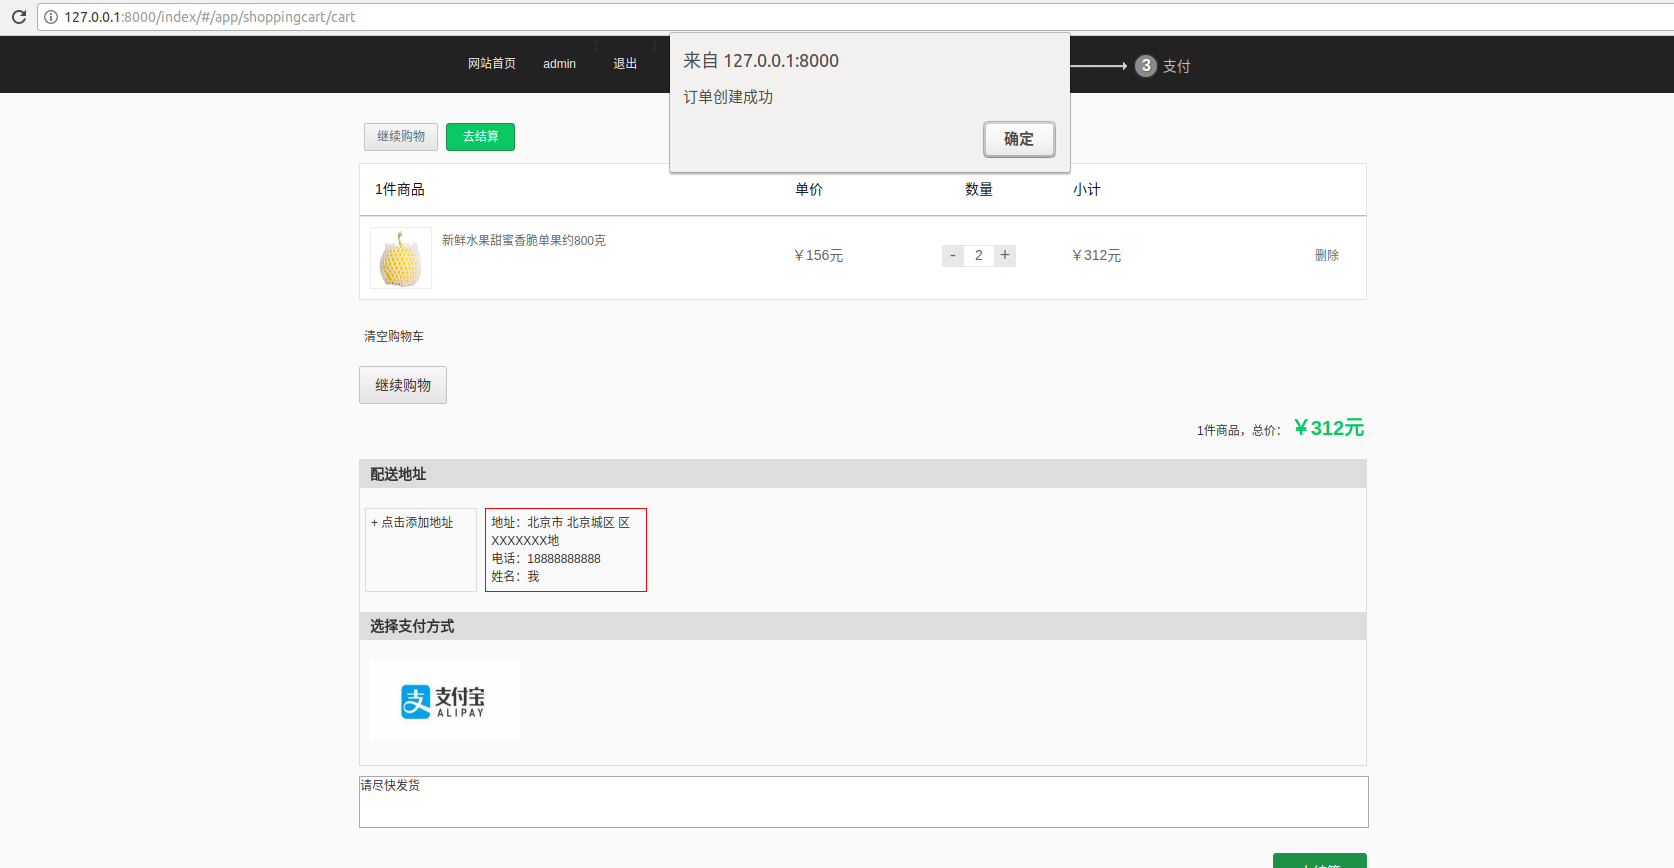 127.0.0.1:8000/index/#/app/shoppingcart/cart
网站首页 admin 退出
3 支付
来自 127.0.0.1:8000
订单创建成功
确定
继续购物 去结算
1件商品 单价 数量 小计
新鲜水果甜蜜香脆单果约800克 ￥156元 - 2 + ￥312元 删除
清空购物车
继续购物
1件商品，总价： ￥312元
配送地址
+ 点击添加地址
地址：北京市 北京城区 区
XXXXXXX地
电话：18888888888
姓名：我
选择支付方式
支 支付宝
ALIPAY
请尽快发货